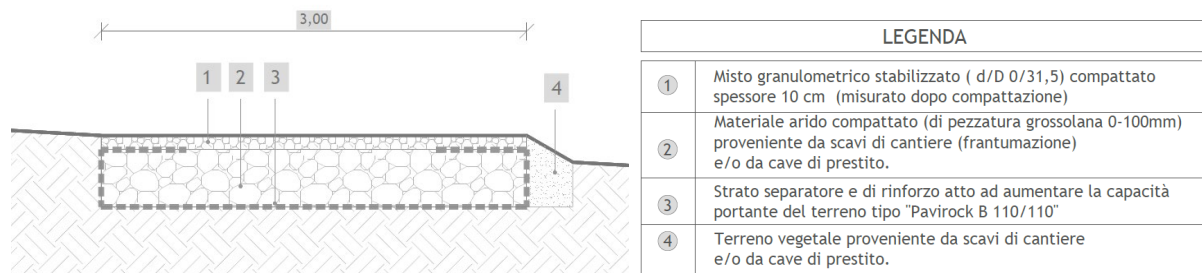 3,00
1
2
3
4
LEGENDA
1
Misto granulometrico stabilizzato ( d/D 0/31,5) compattato
spessore 10 cm (misurato dopo compattazione)
2
Materiale arido compattato (di pezzatura grossolana 0-100mm)
proveniente da scavi di cantiere (frantumazione)
e/o da cave di prestito.
3
Strato separatore e di rinforzo atto ad aumentare la capacità
portante del terreno tipo "Pavirock B 110/110"
4
Terreno vegetale proveniente da scavi di cantiere
e/o da cave di prestito.